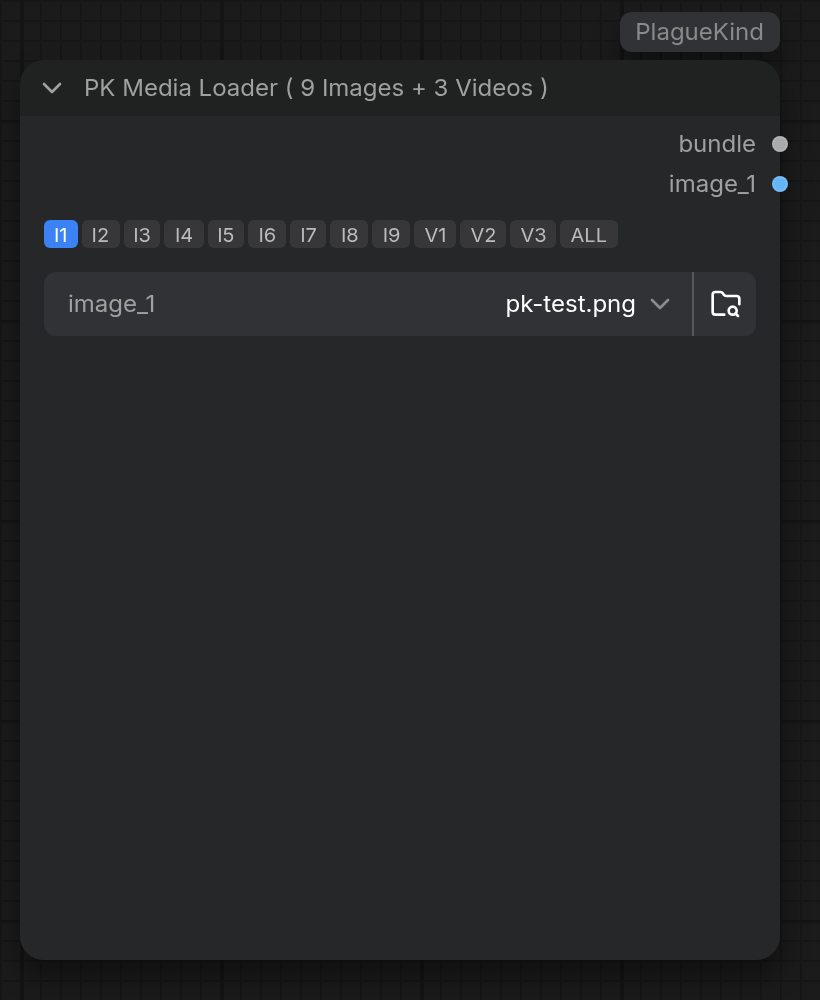 PlagueKind
PK Media Loader ( 9 Images + 3 Videos )
bundle
image_1
I1 I2 I3 I4 I5 I6 I7 I8 I9 V1 V2 V3 ALL
image_1 pk-test.png